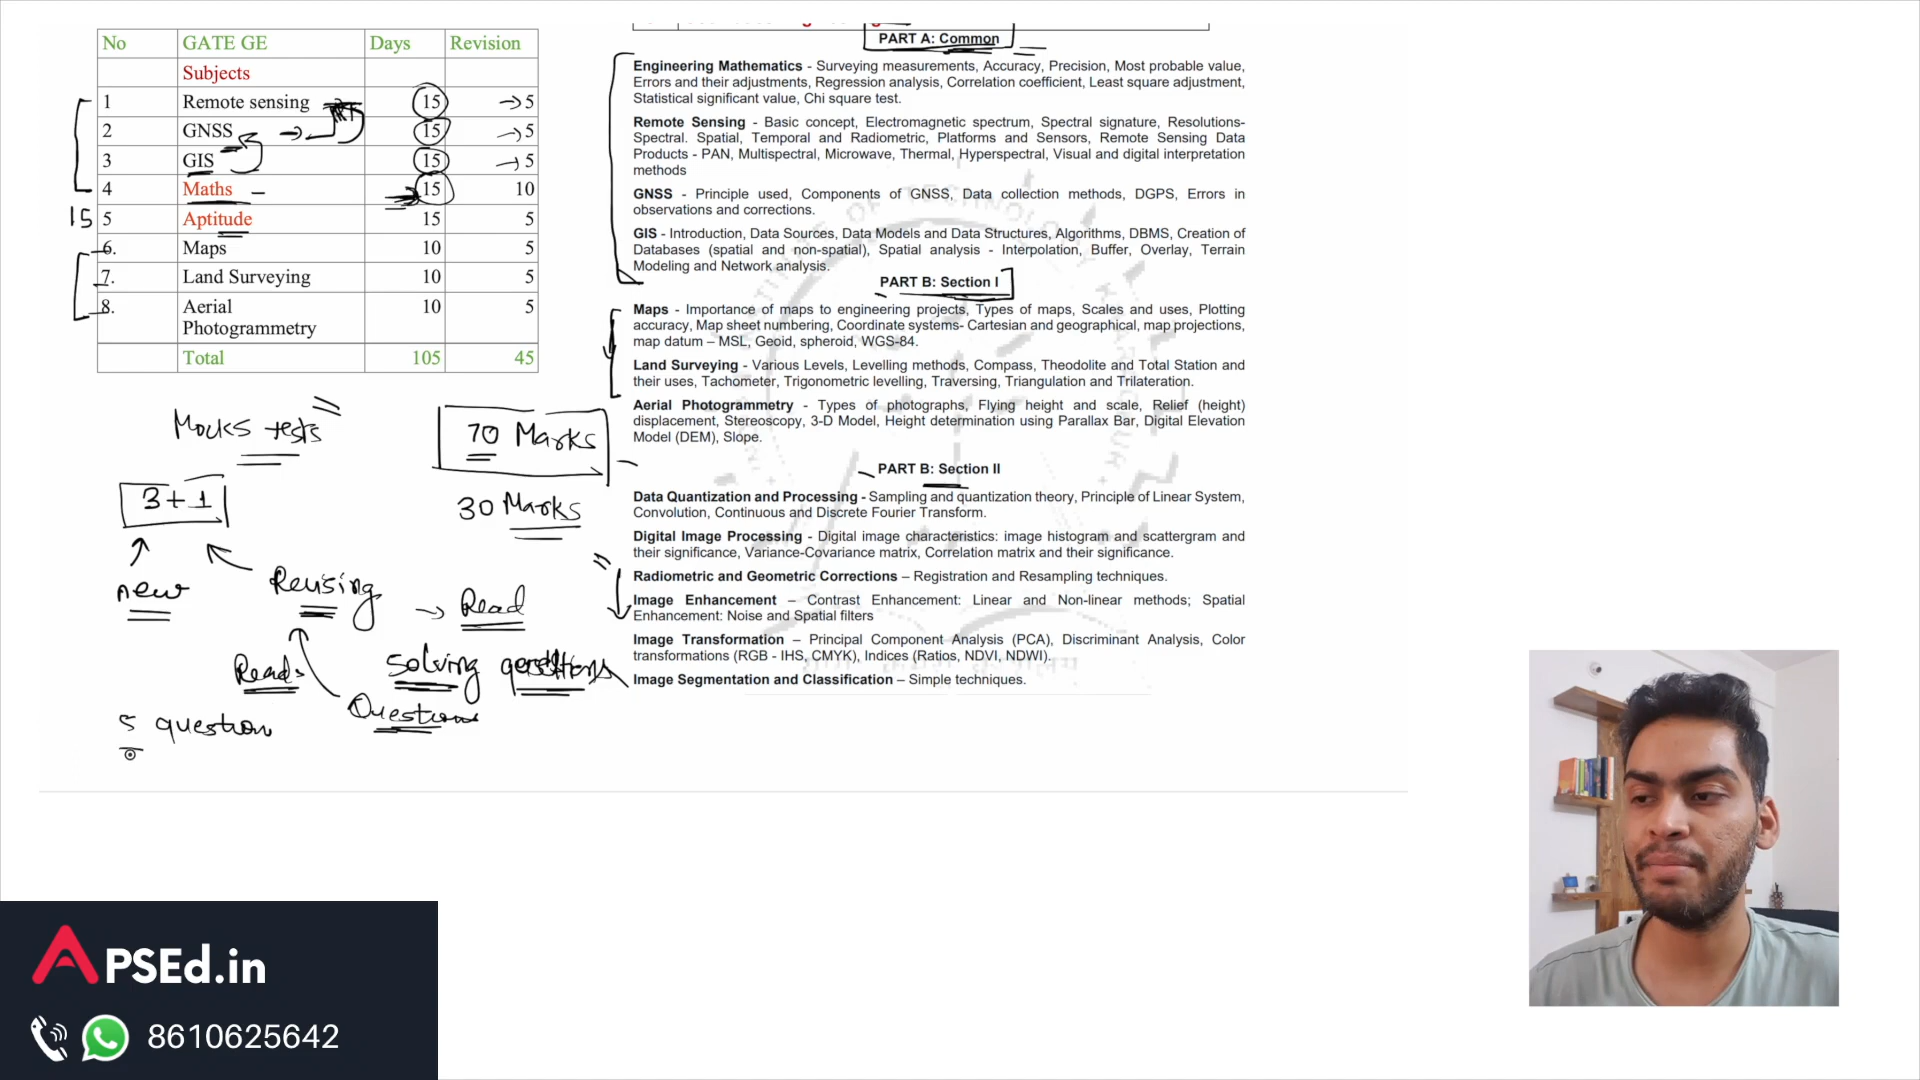 No GATE GE Days Revision
Subjects
1 Remote sensing 15 5
2 GNSS 15 5
3 GIS 15 5
4 Maths 15 10
15 5 Aptitude 15 5
6. Maps 10 5
7. Land Surveying 10 5
8. Aerial Photogrammetry 10 5
Total 105 45
Mocks tests
70 Marks
3+1
30 Marks
new
Revising
Read
Reads
solving questions
Questions
5 question
PART A: Common
Engineering Mathematics - Surveying measurements, Accuracy, Precision, Most probable value,
Errors and their adjustments, Regression analysis, Correlation coefficient, Least square adjustment,
Statistical significant value, Chi square test.
Remote Sensing - Basic concept, Electromagnetic spectrum, Spectral signature, Resolutions-
Spectral. Spatial, Temporal and Radiometric, Platforms and Sensors, Remote Sensing Data
Products - PAN, Multispectral, Microwave, Thermal, Hyperspectral, Visual and digital interpretation
methods
GNSS - Principle used, Components of GNSS, Data collection methods, DGPS, Errors in
observations and corrections.
GIS - Introduction, Data Sources, Data Models and Data Structures, Algorithms, DBMS, Creation of
Databases (spatial and non-spatial), Spatial analysis - Interpolation, Buffer, Overlay, Terrain
Modeling and Network analysis.
PART B: Section I
Maps - Importance of maps to engineering projects, Types of maps, Scales and uses, Plotting
accuracy, Map sheet numbering, Coordinate systems- Cartesian and geographical, map projections,
map datum – MSL, Geoid, spheroid, WGS-84.
Land Surveying - Various Levels, Levelling methods, Compass, Theodolite and Total Station and
their uses, Tachometer, Trigonometric levelling, Traversing, Triangulation and Trilateration.
Aerial Photogrammetry - Types of photographs, Flying height and scale, Relief (height)
displacement, Stereoscopy, 3-D Model, Height determination using Parallax Bar, Digital Elevation
Model (DEM), Slope.
PART B: Section II
Data Quantization and Processing - Sampling and quantization theory, Principle of Linear System,
Convolution, Continuous and Discrete Fourier Transform.
Digital Image Processing - Digital image characteristics: image histogram and scattergram and
their significance, Variance-Covariance matrix, Correlation matrix and their significance.
Radiometric and Geometric Corrections – Registration and Resampling techniques.
Image Enhancement – Contrast Enhancement: Linear and Non-linear methods; Spatial
Enhancement: Noise and Spatial filters
Image Transformation – Principal Component Analysis (PCA), Discriminant Analysis, Color
transformations (RGB - IHS, CMYK), Indices (Ratios, NDVI, NDWI).
Image Segmentation and Classification – Simple techniques.
APSEd.in
8610625642